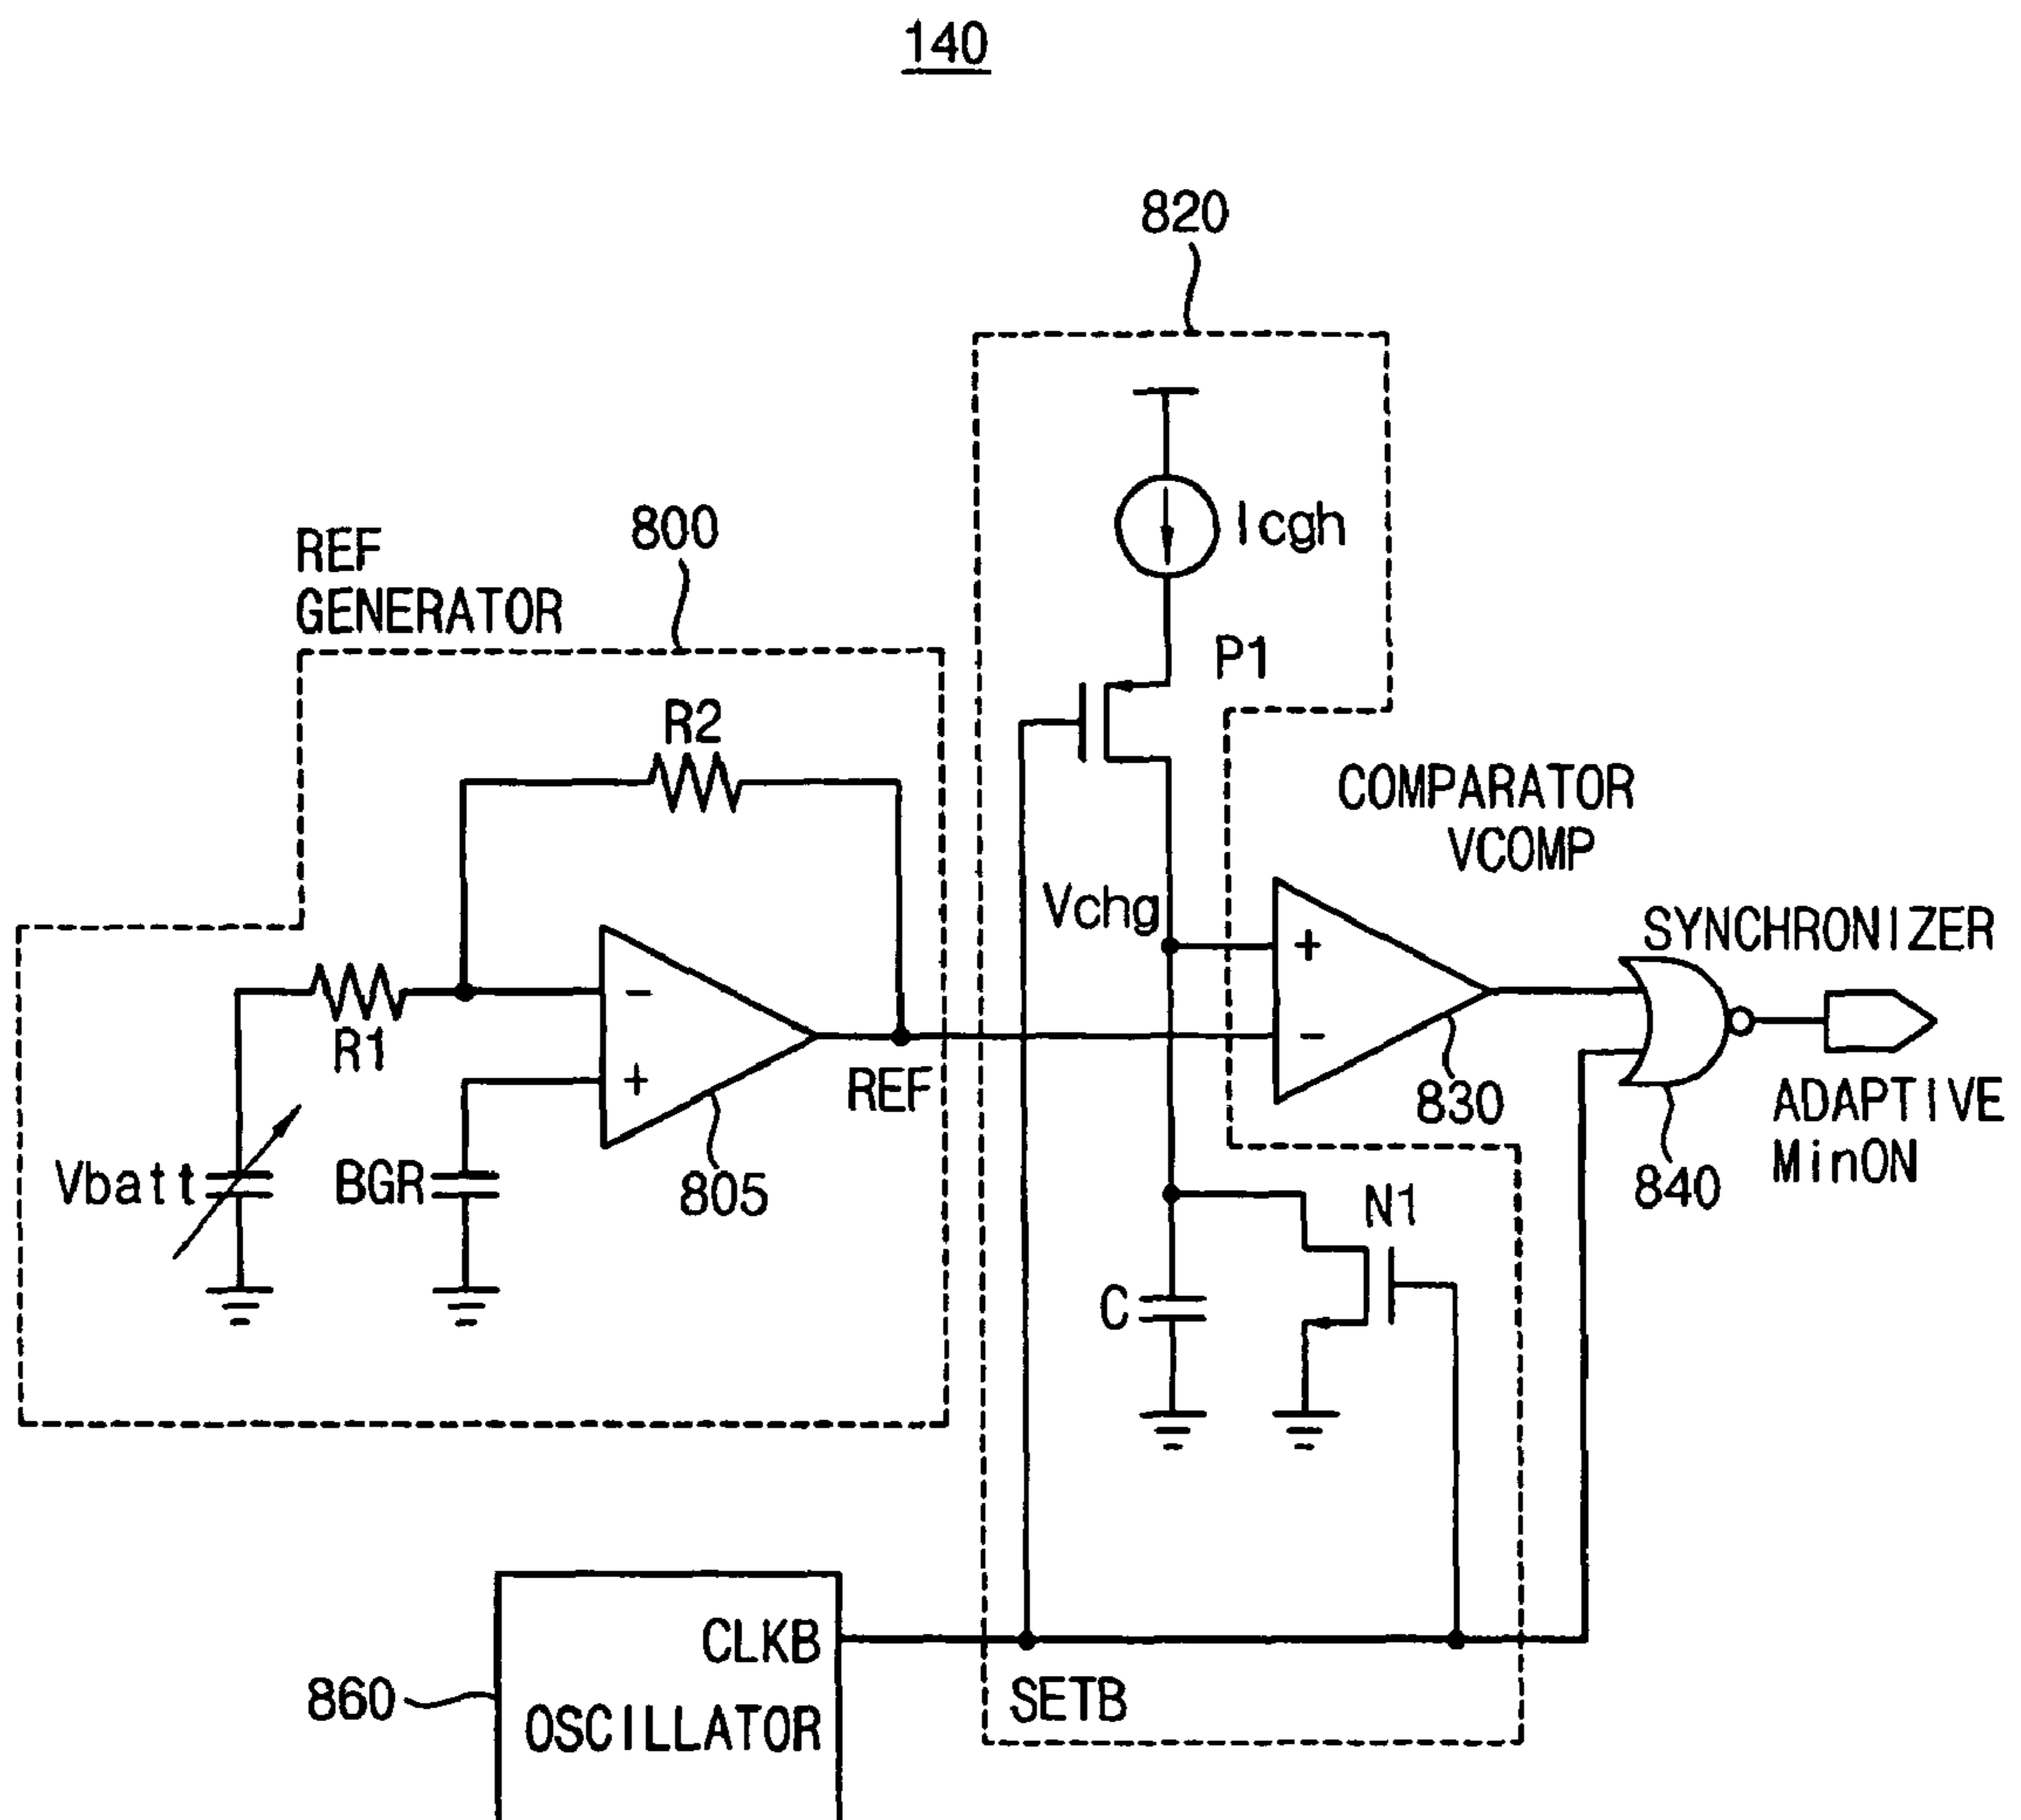 140
820
Icgh
REF
GENERATOR
800
P1
R2
COMPARATOR
VCOMP
Vchg
SYNCHRONIZER
+
-
-
R1
+
-
REF
830
ADAPTIVE
MinON
840
Vbatt
BGR
805
N1
C
CLKB
860
OSCILLATOR
SETB